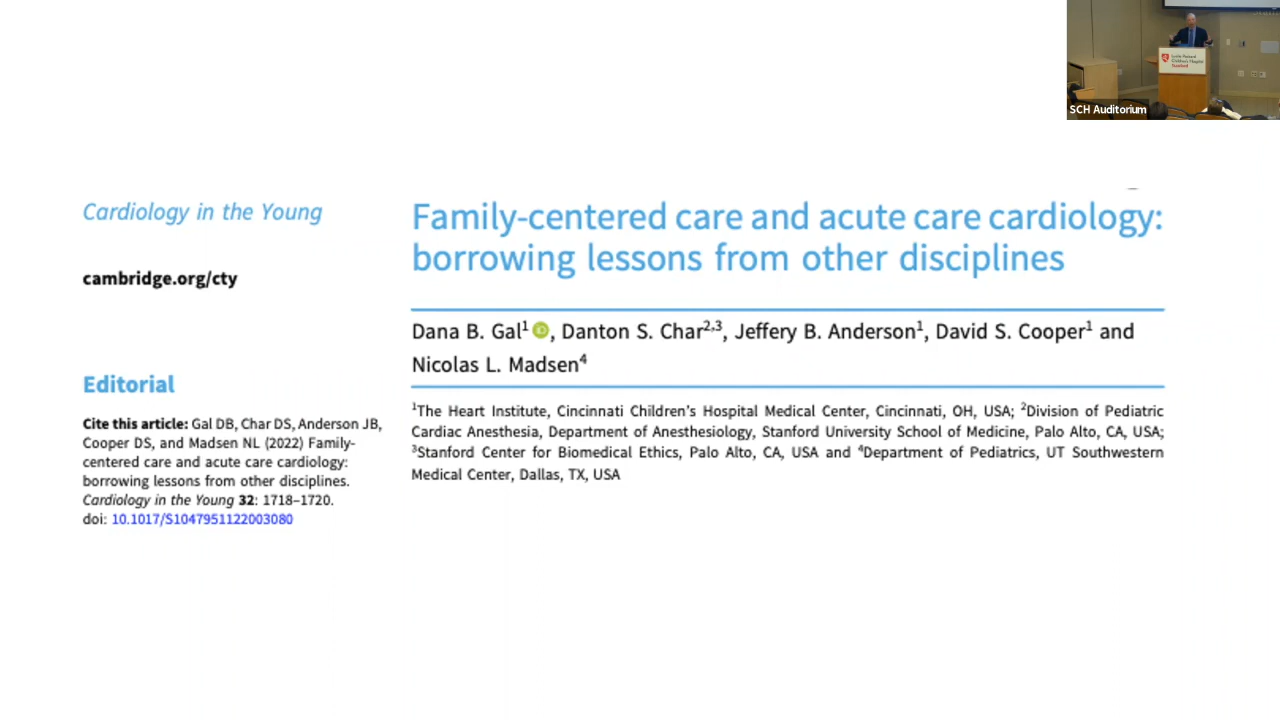 Lucile Packard
Children's Hospital
Stanford
SCH Auditorium
Cardiology in the Young
cambridge.org/cty
Editorial
Cite this article: Gal DB, Char DS, Anderson JB,
Cooper DS, and Madsen NL (2022) Family-
centered care and acute care cardiology:
borrowing lessons from other disciplines.
Cardiology in the Young 32: 1718–1720.
doi: 10.1017/S1047951122003080
Family-centered care and acute care cardiology:
borrowing lessons from other disciplines
Dana B. Gal1 iD, Danton S. Char2,3, Jeffery B. Anderson1, David S. Cooper1 and
Nicolas L. Madsen4
1The Heart Institute, Cincinnati Children's Hospital Medical Center, Cincinnati, OH, USA; 2Division of Pediatric
Cardiac Anesthesia, Department of Anesthesiology, Stanford University School of Medicine, Palo Alto, CA, USA;
3Stanford Center for Biomedical Ethics, Palo Alto, CA, USA and 4Department of Pediatrics, UT Southwestern
Medical Center, Dallas, TX, USA